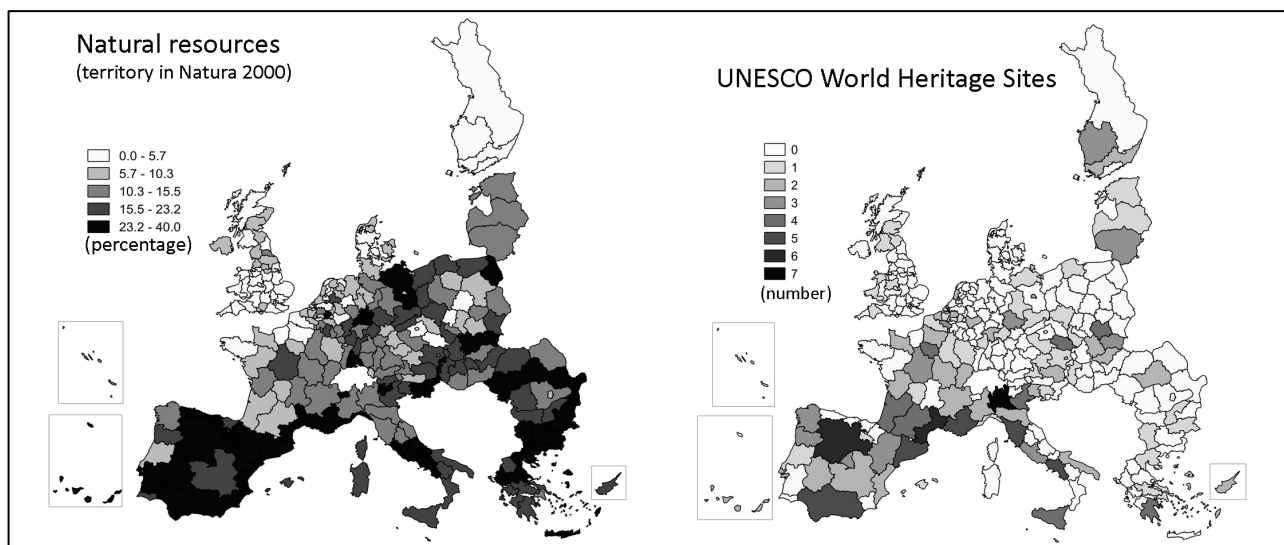 Natural resources
(territory in Natura 2000)
0.0 - 5.7
5.7 - 10.3
10.3 - 15.5
15.5 - 23.2
23.2 - 40.0
(percentage)
UNESCO World Heritage Sites
0
1
2
3
4
5
6
7
(number)